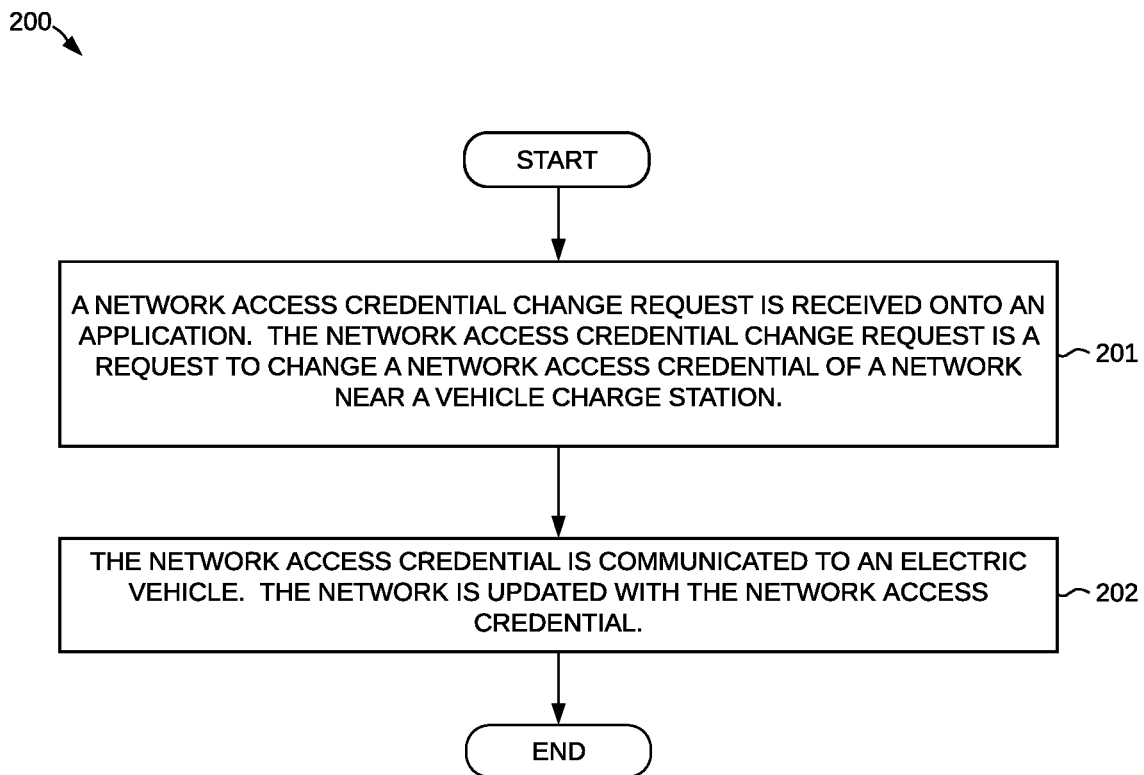 200
START
A NETWORK ACCESS CREDENTIAL CHANGE REQUEST IS RECEIVED ONTO AN
APPLICATION. THE NETWORK ACCESS CREDENTIAL CHANGE REQUEST IS A
REQUEST TO CHANGE A NETWORK ACCESS CREDENTIAL OF A NETWORK
NEAR A VEHICLE CHARGE STATION.
201
THE NETWORK ACCESS CREDENTIAL IS COMMUNICATED TO AN ELECTRIC
VEHICLE. THE NETWORK IS UPDATED WITH THE NETWORK ACCESS
CREDENTIAL.
202
END